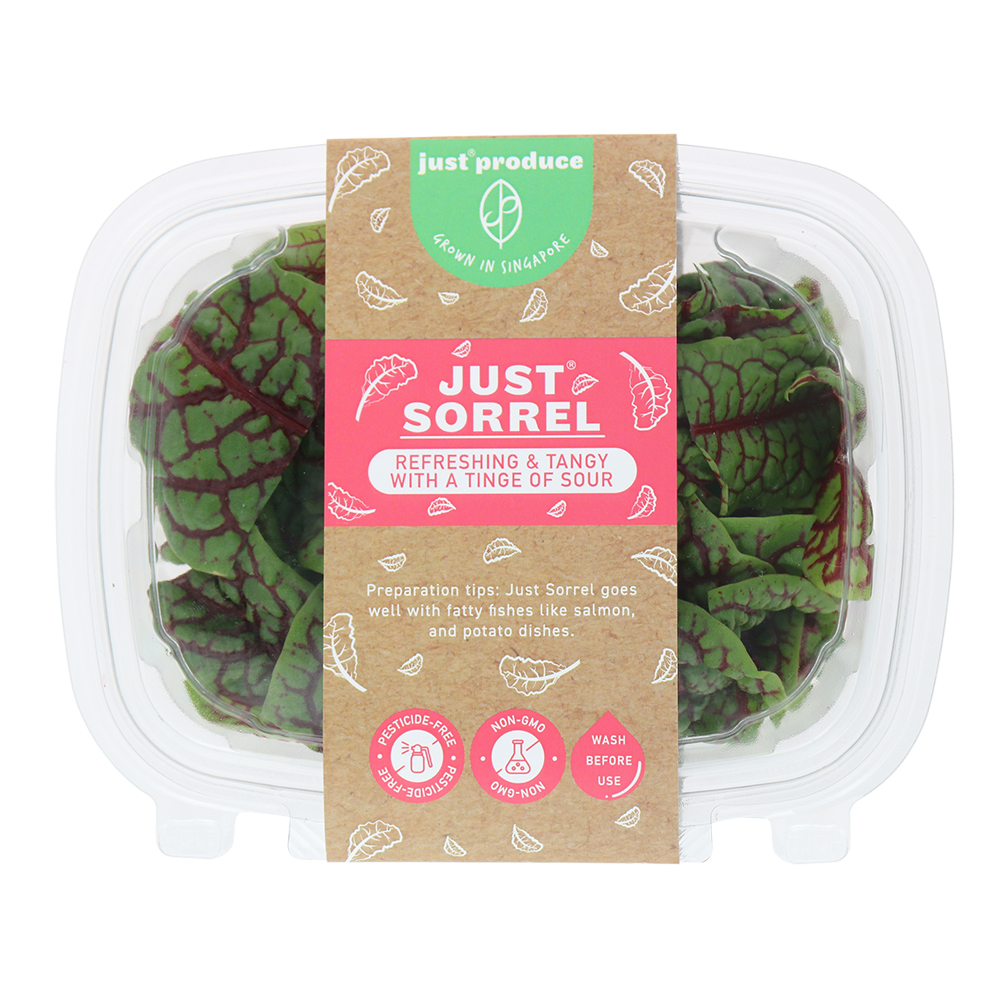 just® produce
GROWN IN SINGAPORE
JUST®
SORREL
REFRESHING & TANGY
WITH A TINGE OF SOUR
Preparation tips: Just Sorrel goes
well with fatty fishes like salmon,
and potato dishes.
PESTICIDE-FREE • PESTICIDE-FREE •
NON-GMO • NON-GMO •
WASH
BEFORE
USE